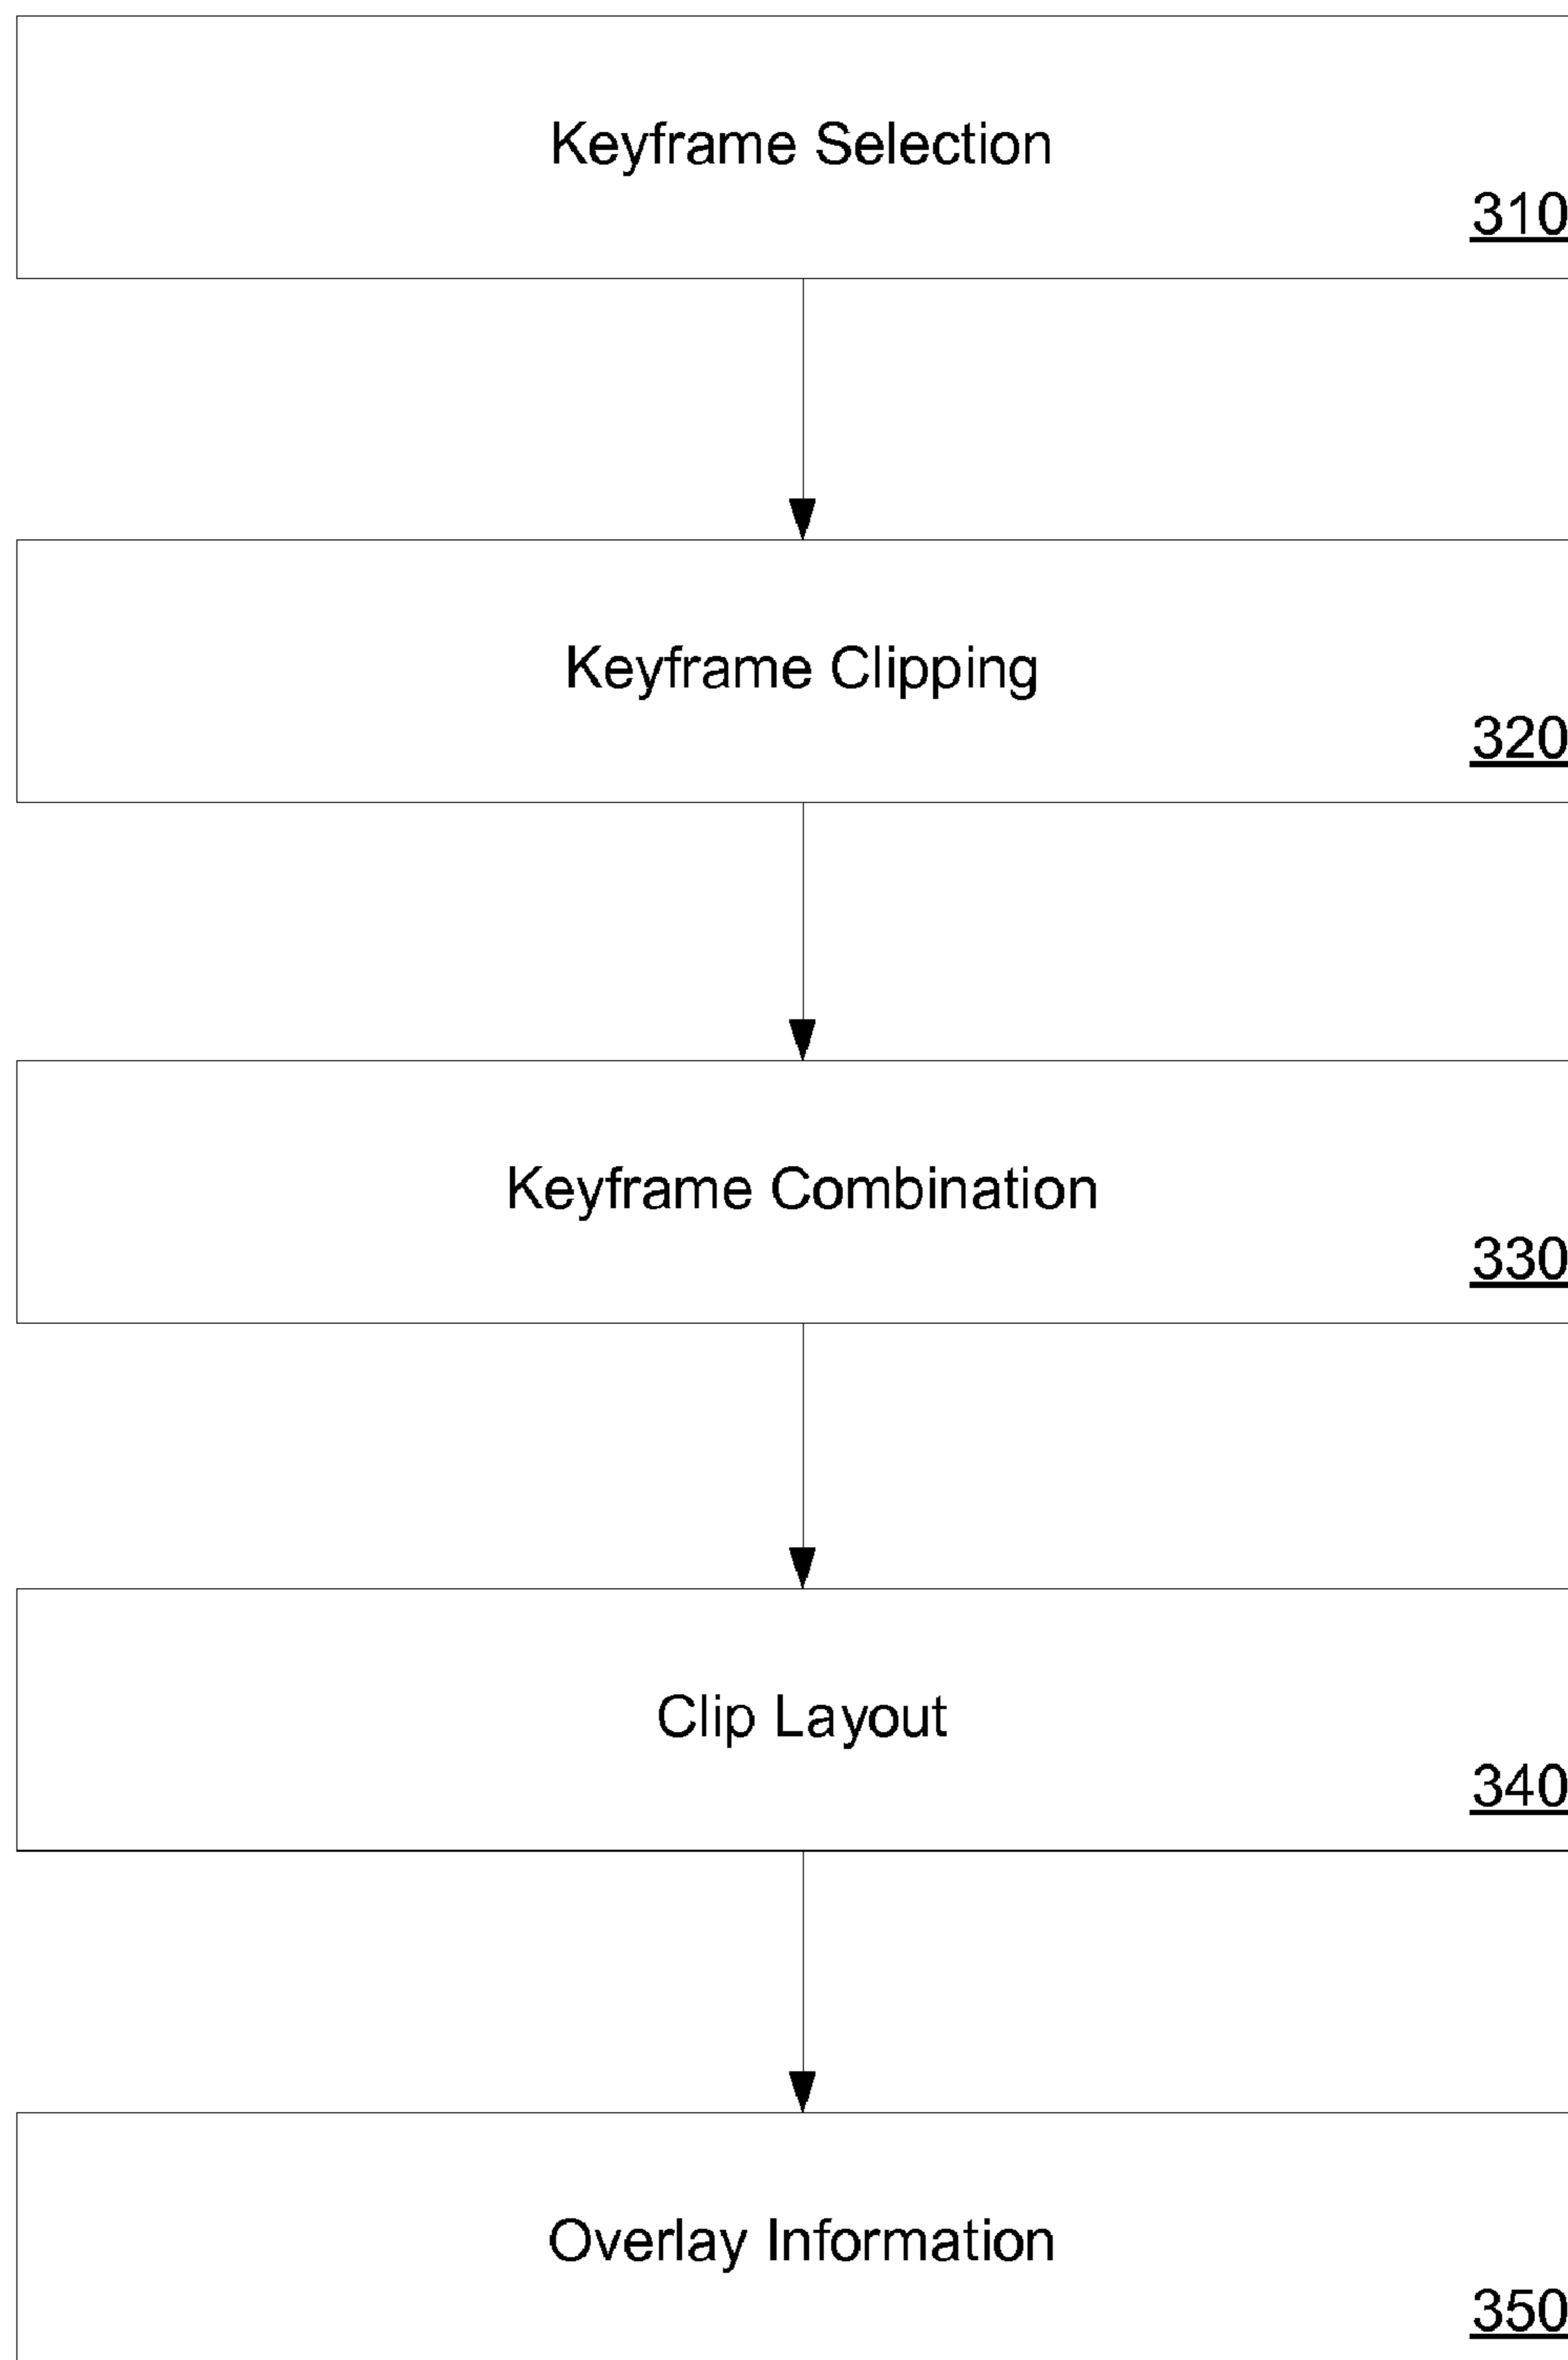 Keyframe Selection
310
Keyframe Clipping
320
Keyframe Combination
330
Clip Layout
340
Overlay Information
350